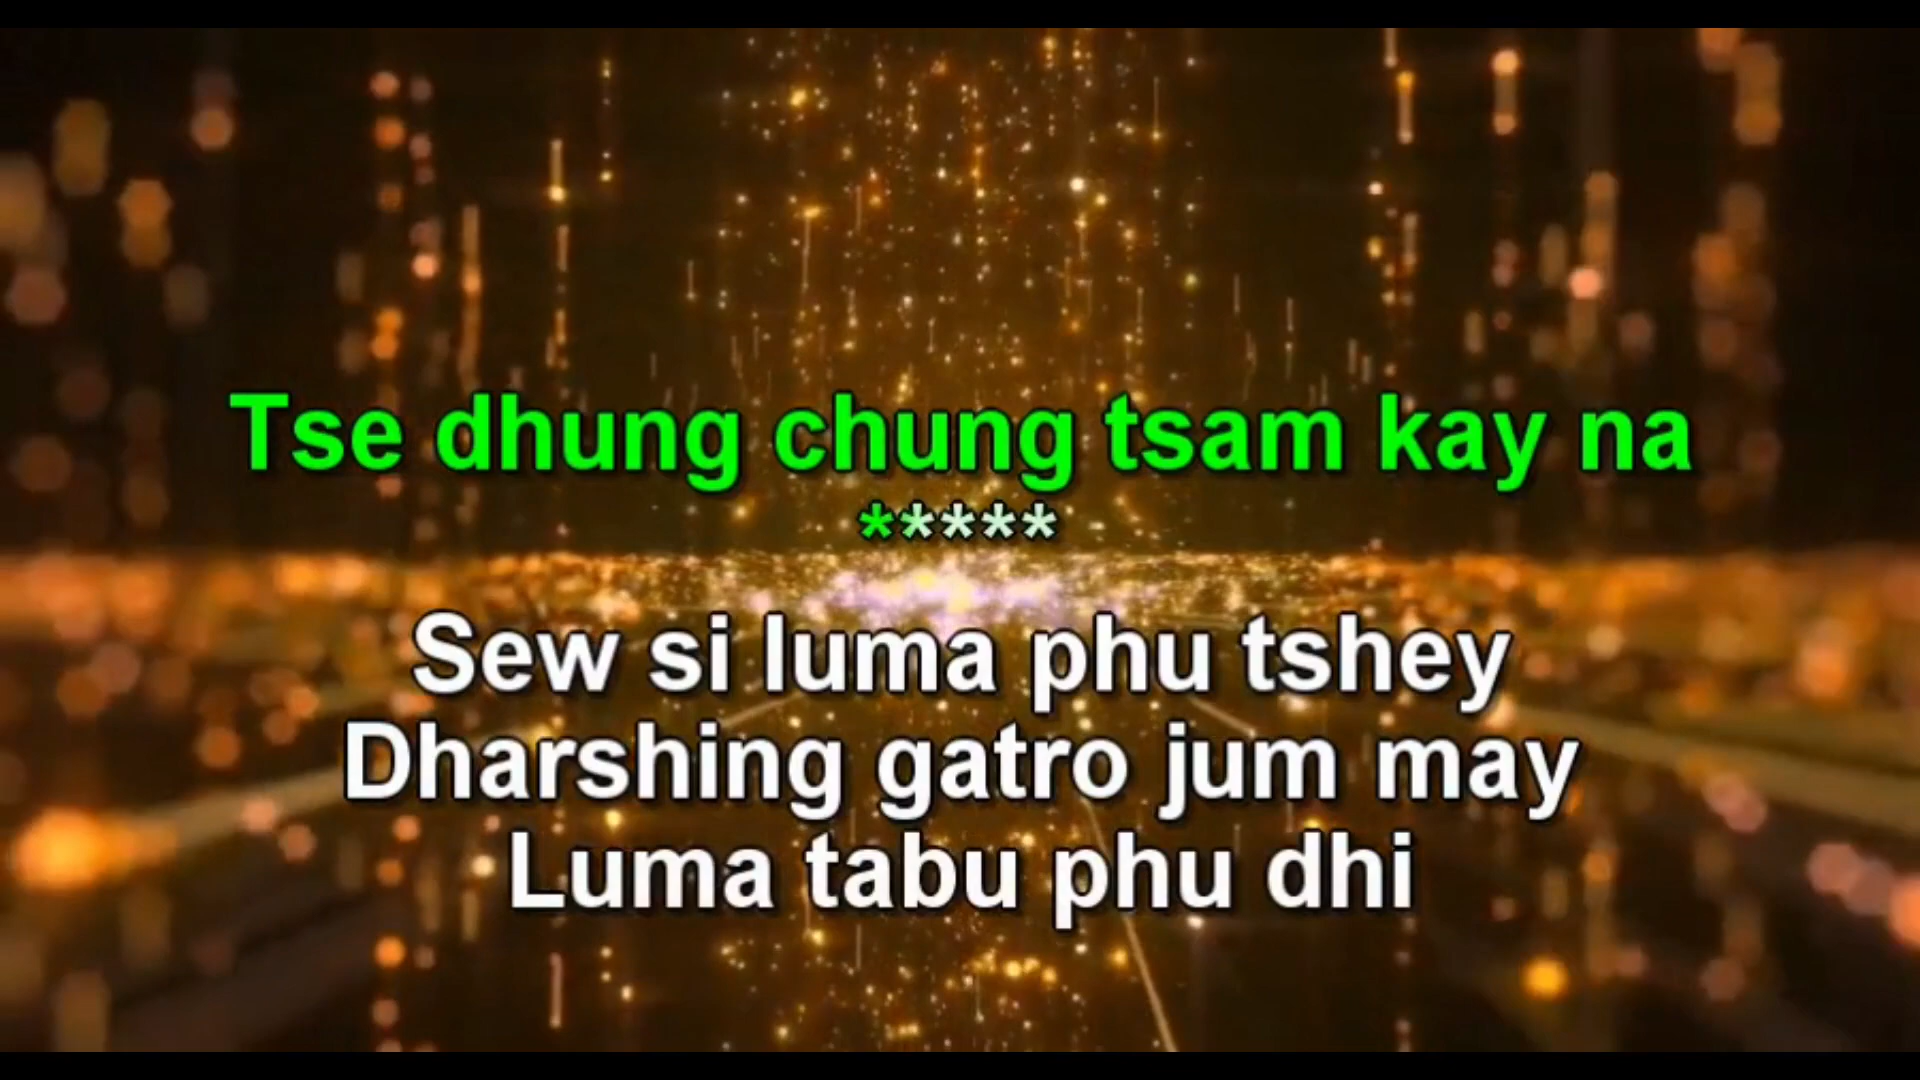 Tse dhung chung tsam kay na
*****
Sew si luma phu tshey
Dharshing gatro jum may
Luma tabu phu dhi